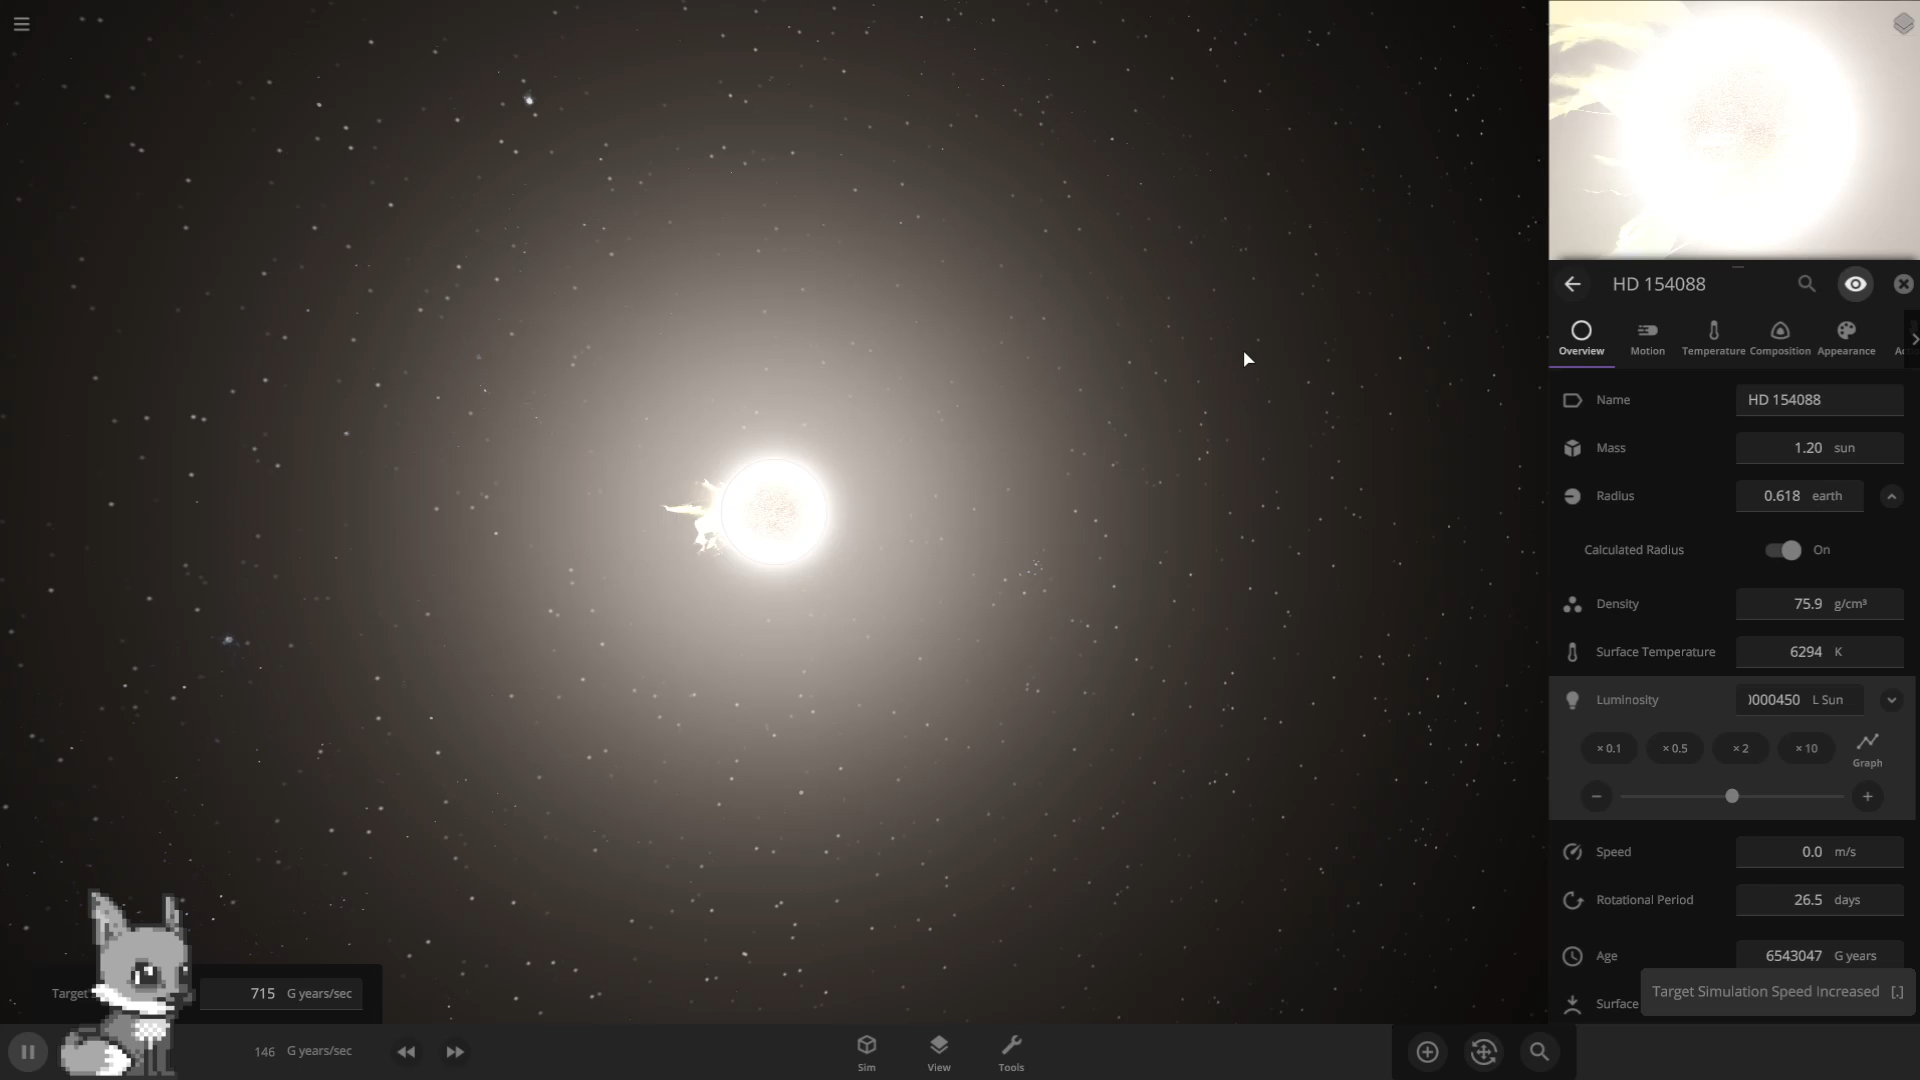 HD 154088
Overview
Motion
Temperature
Composition
Appearance
Name
HD 154088
Mass
1.20 sun
Radius
0.618 earth
Calculated Radius
On
Density
75.9 g/cm³
Surface Temperature
6294 K
Luminosity
0000450 L Sun
× 0.1
× 0.5
× 2
× 10
Graph
Speed
0.0 m/s
Rotational Period
26.5 days
Age
6543047 G years
Surface
Target Simulation Speed Increased [.]
Target
715 G years/sec
146 G years/sec
Sim
View
Tools